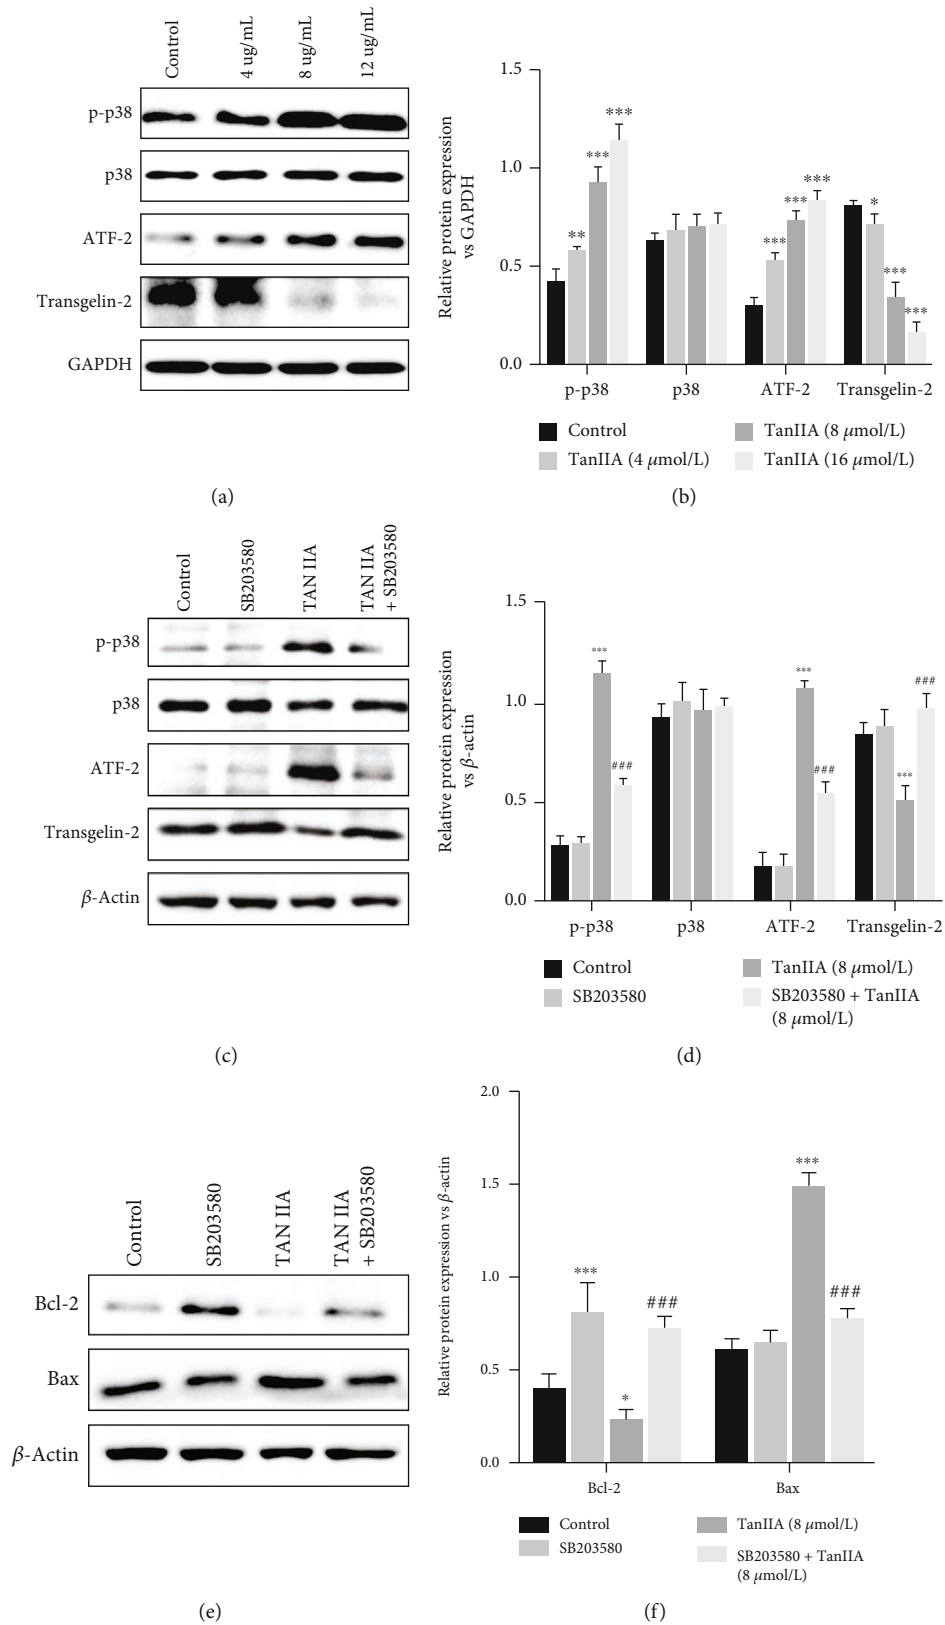 Control
4 ug/mL
8 ug/mL
12 ug/mL
p-p38
p38
ATF-2
Transgelin-2
GAPDH
(a)
Relative protein expression
vs GAPDH
1.5
1.0
0.5
0.0
**
***
***
***
***
***
*
***
***
p-p38
p38
ATF-2
Transgelin-2
Control
TanIIA (4 μmol/L)
TanIIA (8 μmol/L)
TanIIA (16 μmol/L)
(b)
Control
SB203580
TAN IIA
TAN IIA
+ SB203580
p-p38
p38
ATF-2
Transgelin-2
β-Actin
(c)
Relative protein expression
vs β-actin
1.5
1.0
0.5
0.0
***
###
***
###
***
###
p-p38
p38
ATF-2
Transgelin-2
Control
SB203580
TanIIA (8 μmol/L)
SB203580 + TanIIA
(8 μmol/L)
(d)
Control
SB203580
TAN IIA
TAN IIA
+ SB203580
Bcl-2
Bax
β-Actin
(e)
Relative protein expression vs β-actin
2.0
1.5
1.0
0.5
0.0
***
*
###
***
###
Bcl-2
Bax
Control
SB203580
TanIIA (8 μmol/L)
SB203580 + TanIIA
(8 μmol/L)
(f)